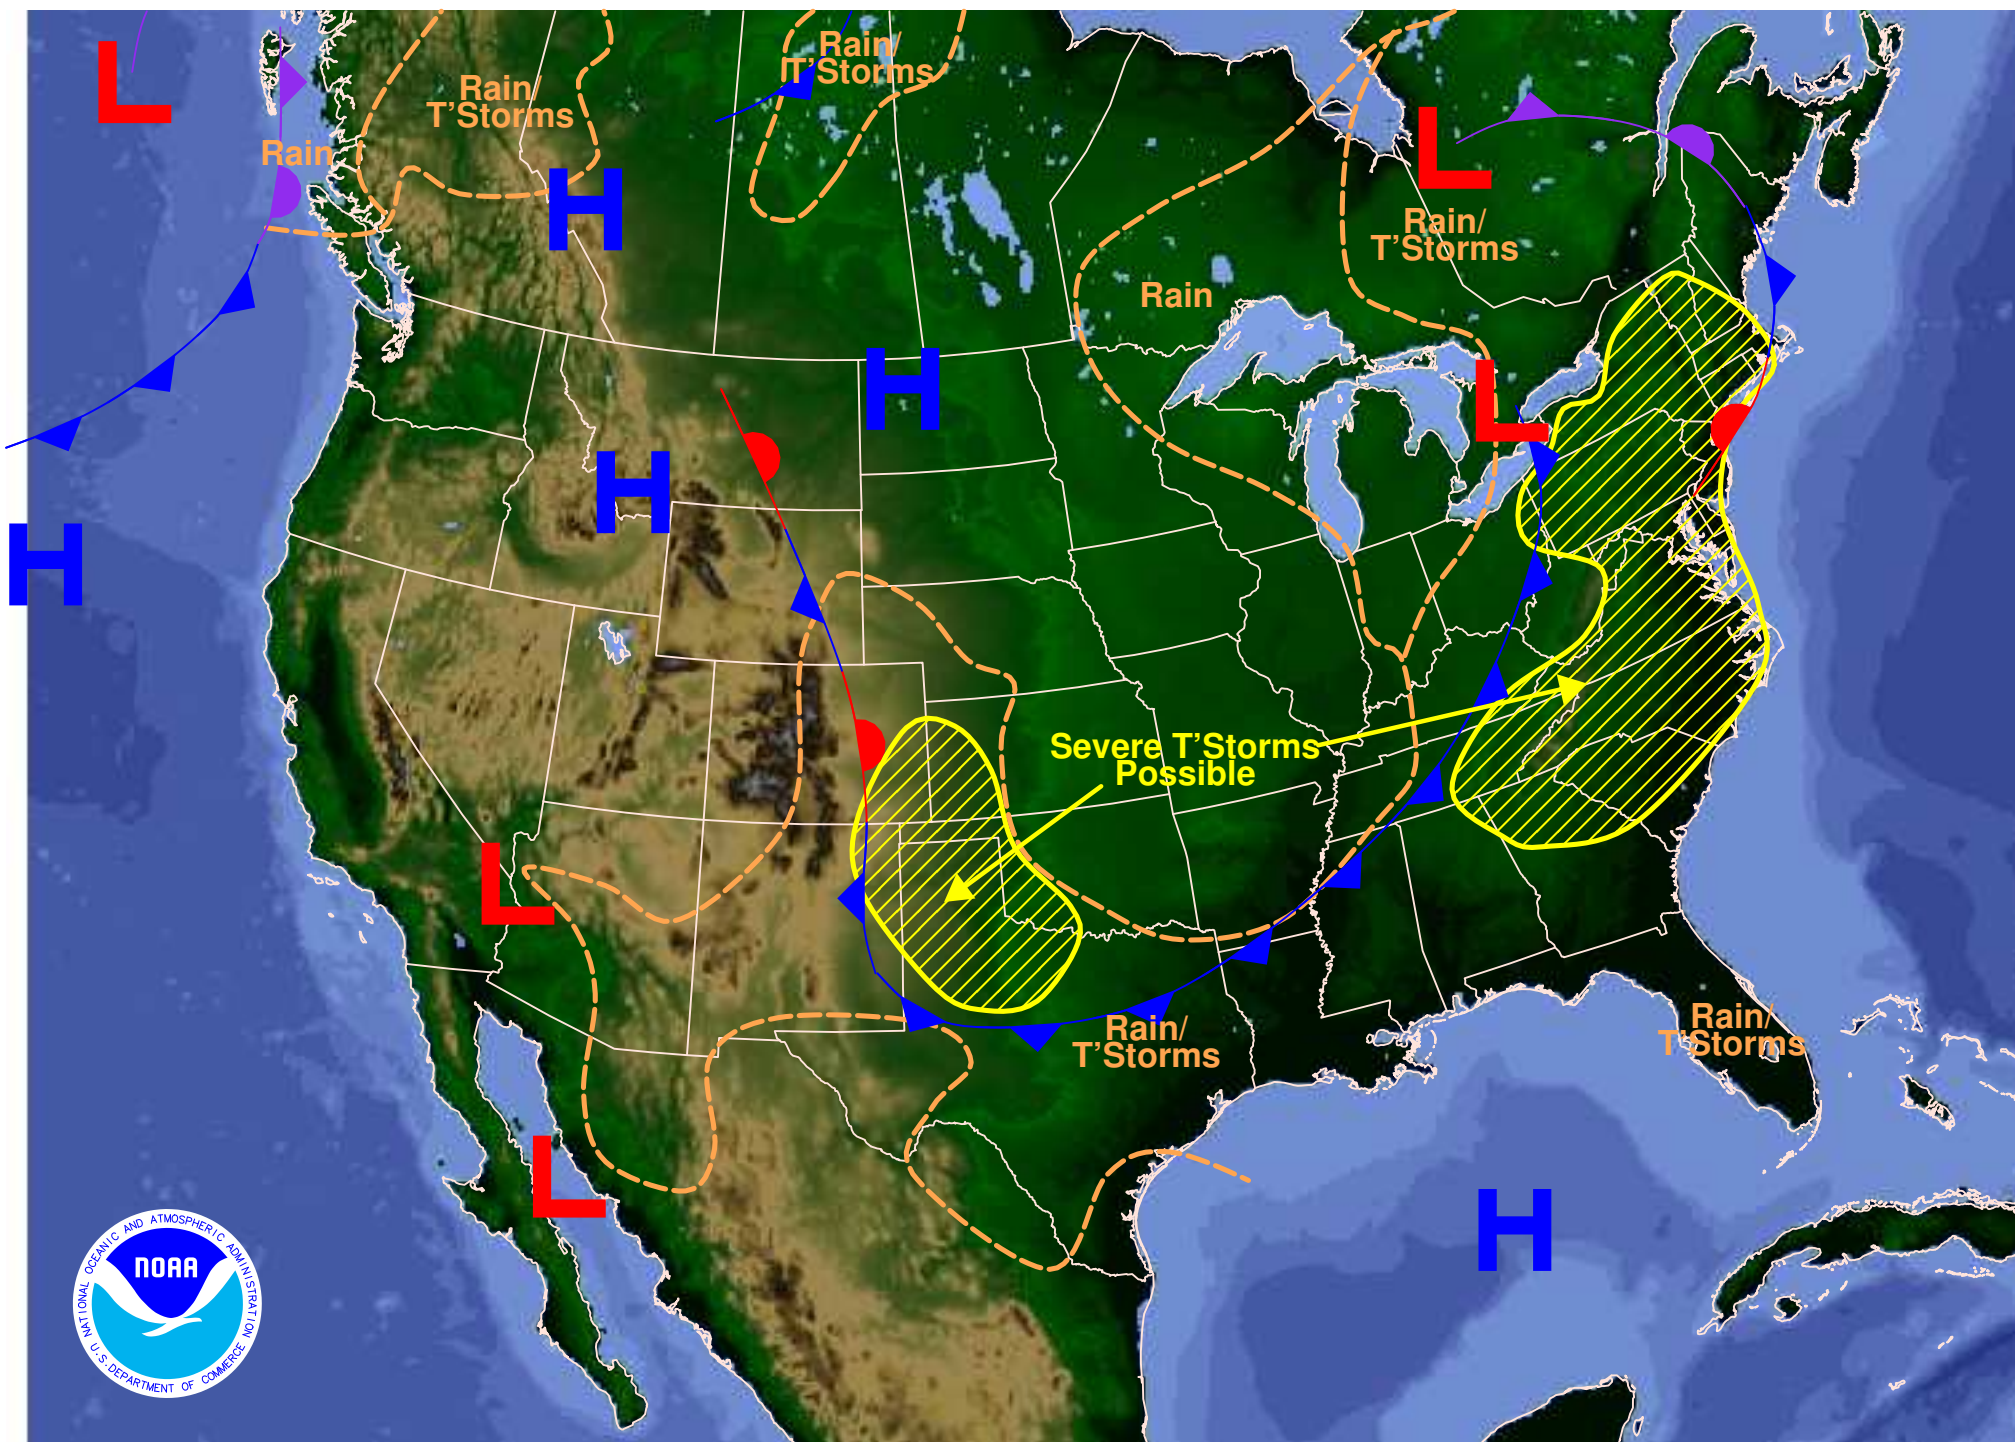 L
Rain/
T'Storms
Rain/
T'Storms
Rain
L
H
Rain/
T'Storms
Rain
H
L
H
H
Severe T'Storms
Possible
L
Rain/
T'Storms
Rain/
T'Storms
L
H
NOAA
NATIONAL OCEANIC AND ATMOSPHERIC ADMINISTRATION
U.S. DEPARTMENT OF COMMERCE